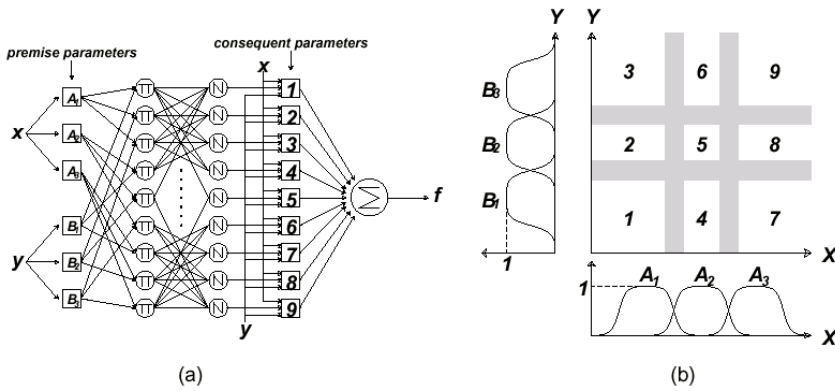 premise parameters
consequent parameters
x
y
A1
A2
A3
B1
B2
B3
Π
Π
Π
Π
Π
Π
Π
Π
Π
N
N
N
N
N
N
N
N
N
x
1
2
3
4
5
6
7
8
9
y
Σ
f
(a)
Y
Y
B3
B2
B1
1
3 6 9
2 5 8
1 4 7
X
1
A1 A2 A3
X
(b)